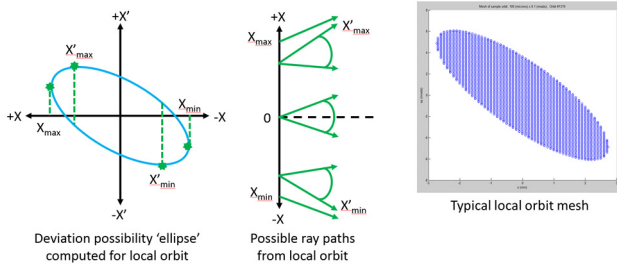 +X'
X'max
+X
-X
Xmax
Xmin
X'min
-X'
Deviation possibility 'ellipse'
computed for local orbit
+X
X'max
Xmax
0
Xmin
X'min
-X
Possible ray paths
from local orbit
Typical local orbit mesh